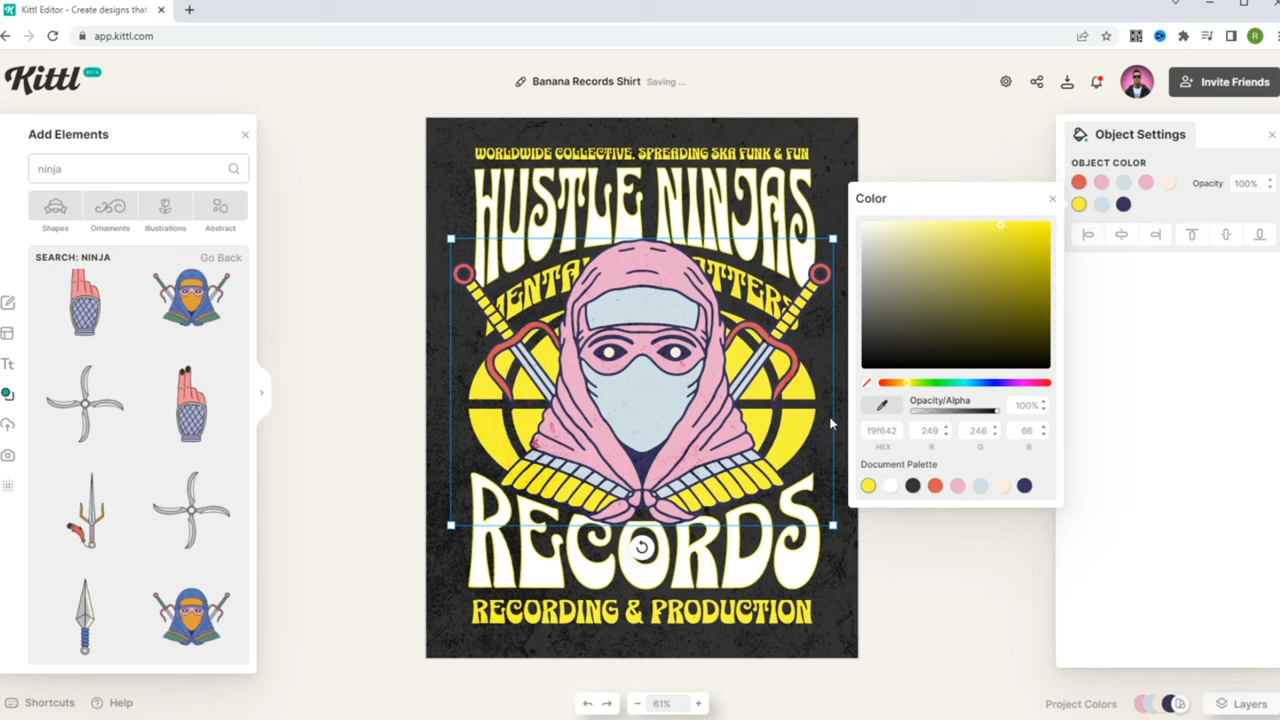 Kittl Editor - Create designs that
app.kittl.com
R
Kittl BETA
Banana Records Shirt Saving ...
Invite Friends
Add Elements
ninja
Shapes Ornaments Illustrations Abstract
SEARCH: NINJA Go Back
Tt
WORLDWIDE COLLECTIVE. SPREADING SKA FUNK & FUN
HUSTLE NINJAS
RECORDS
RECORDING & PRODUCTION
Color
Opacity/Alpha
100%
f9f642 249 246 66
HEX R G B
Document Palette
Object Settings
OBJECT COLOR
Opacity 100%
Shortcuts Help
61%
Project Colors Layers